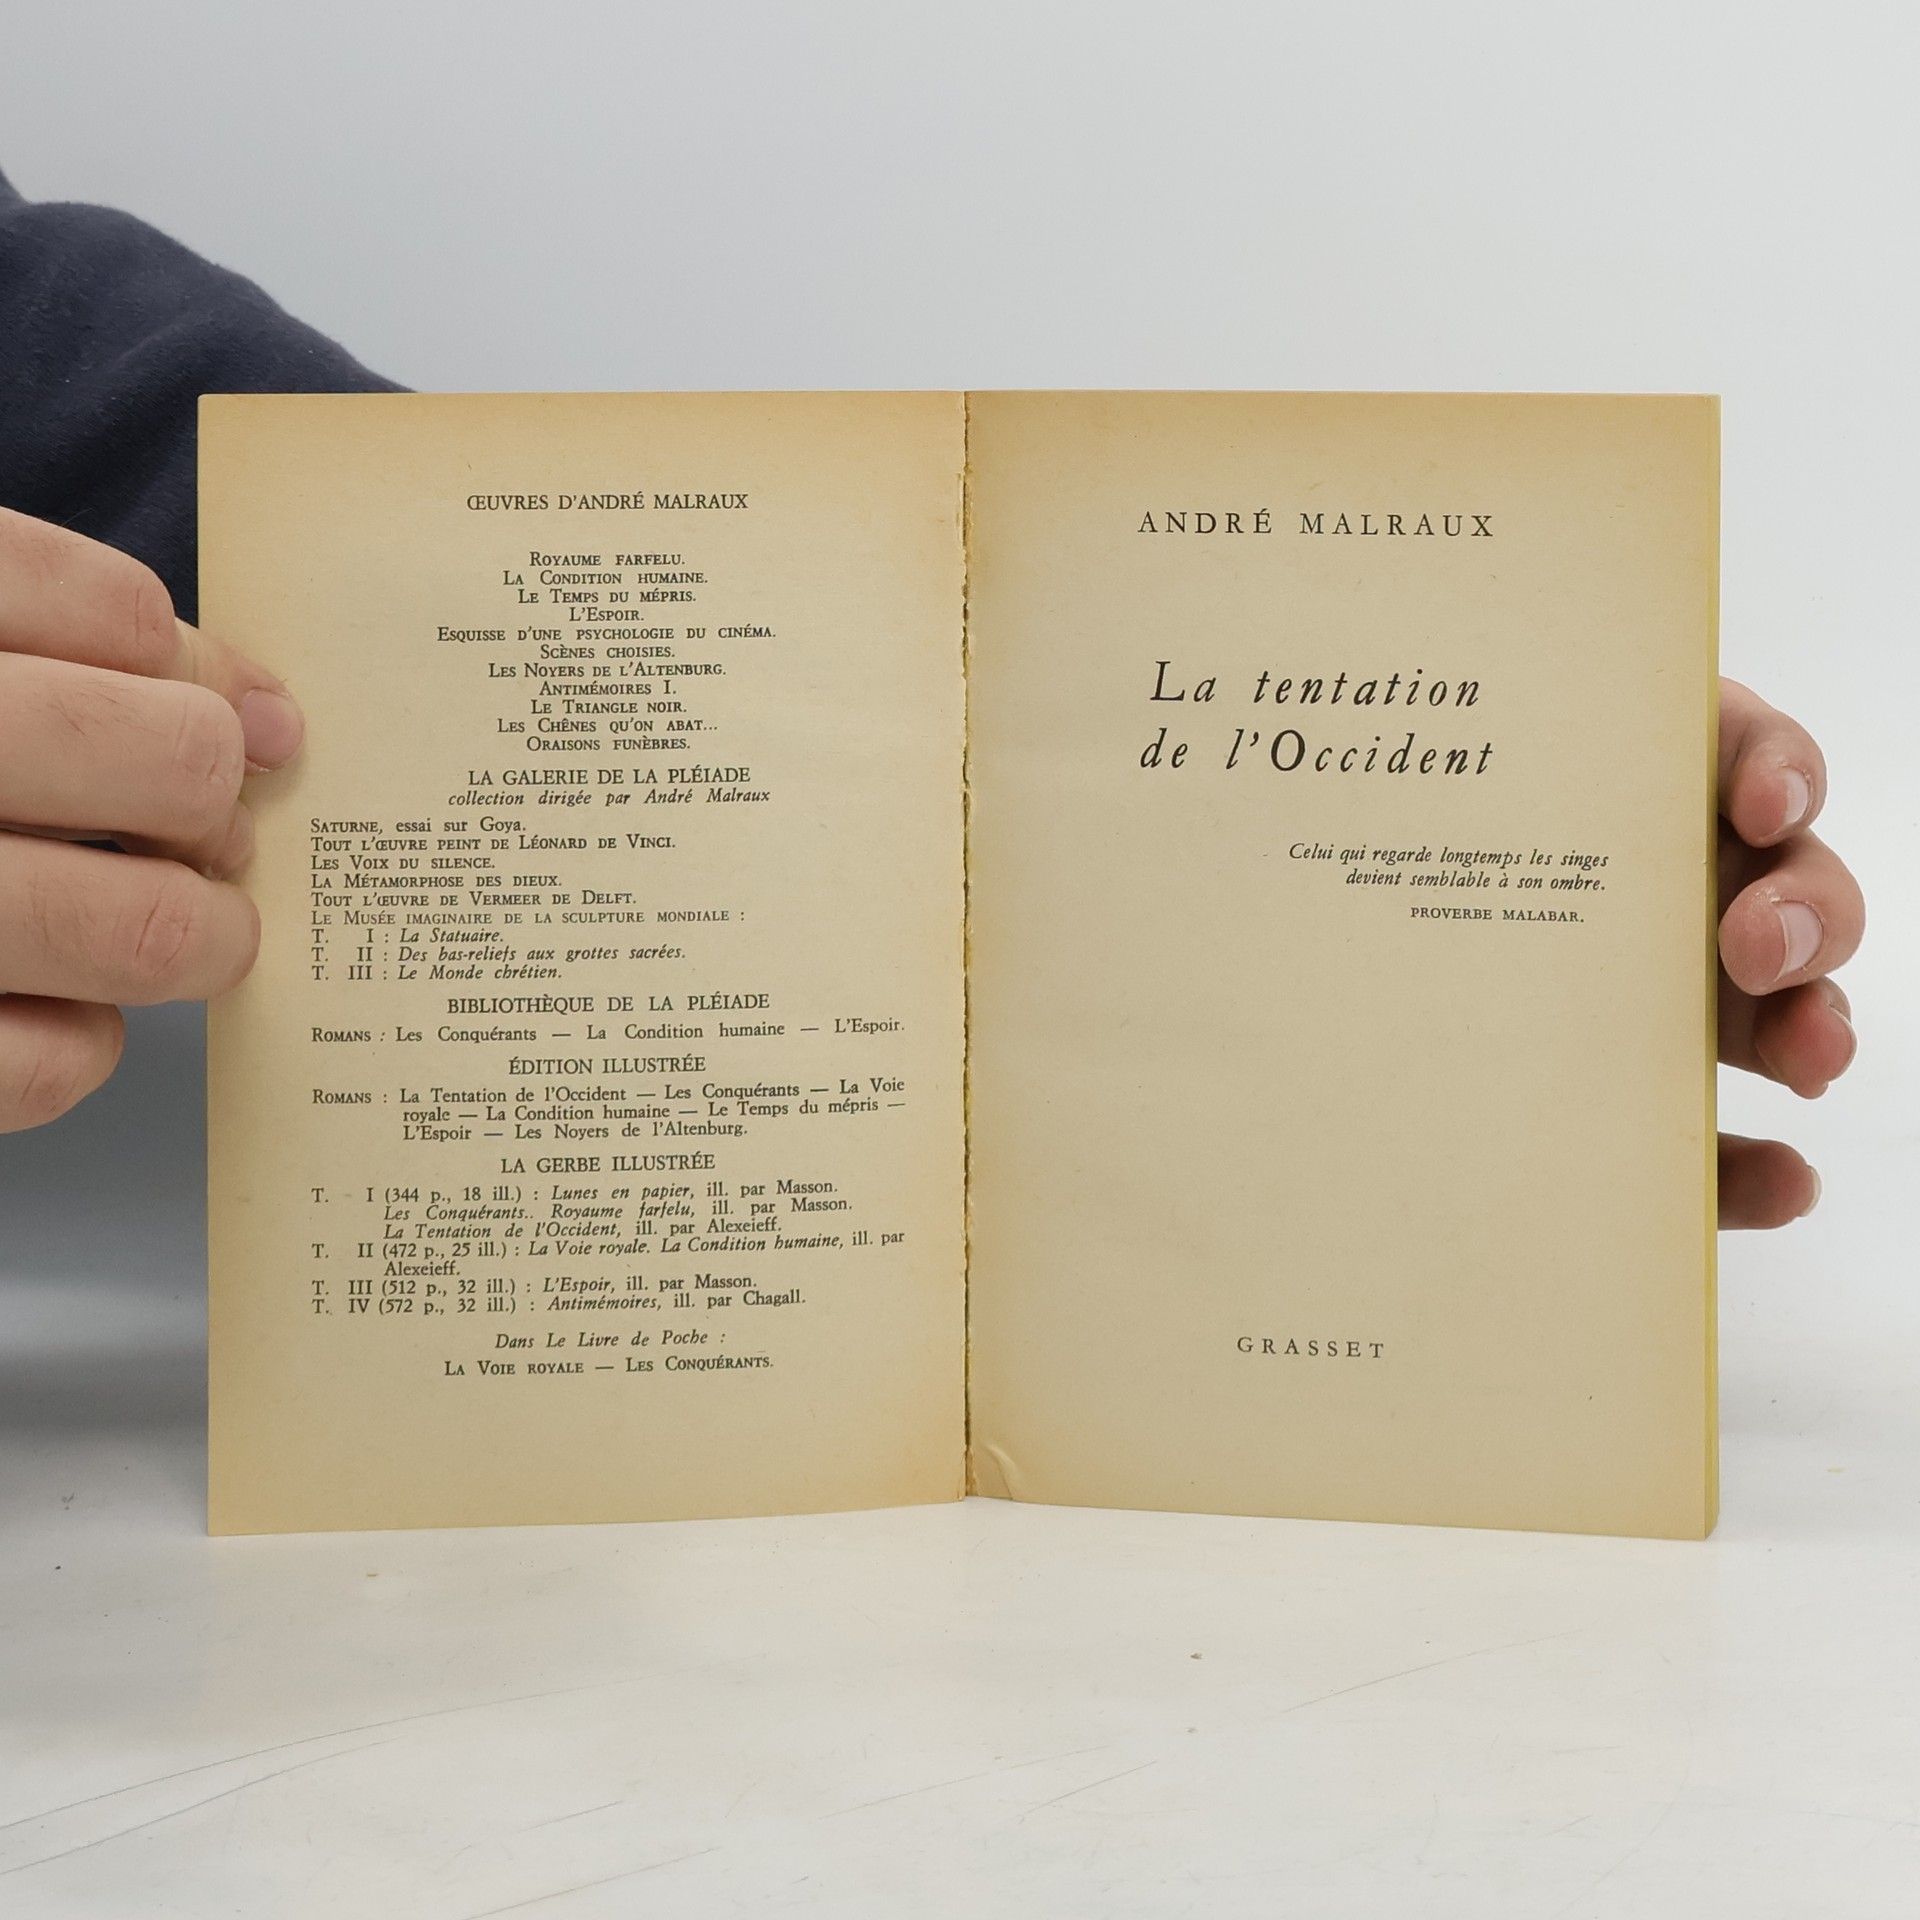 ŒUVRES D'ANDRÉ MALRAUX
ROYAUME FARFELU.
LA CONDITION HUMAINE.
LE TEMPS DU MÉPRIS.
L'ESPOIR.
ESQUISSE D'UNE PSYCHOLOGIE DU CINÉMA.
SCÈNES CHOISIES.
LES NOYERS DE L'ALTENBURG.
ANTIMÉMOIRES I.
LE TRIANGLE NOIR.
LES CHÊNES QU'ON ABAT...
ORAISONS FUNÈBRES.
LA GALERIE DE LA PLÉIADE
collection dirigée par André Malraux
SATURNE, essai sur Goya.
TOUT L'ŒUVRE PEINT DE LÉONARD DE VINCI.
LES VOIX DU SILENCE.
LA MÉTAMORPHOSE DES DIEUX.
TOUT L'ŒUVRE DE VERMEER DE DELFT.
LE MUSÉE IMAGINAIRE DE LA SCULPTURE MONDIALE :
T. I : La Statuaire.
T. II : Des bas-reliefs aux grottes sacrées.
T. III : Le Monde chrétien.
BIBLIOTHÈQUE DE LA PLÉIADE
ROMANS : Les Conquérants — La Condition humaine — L'Espoir.
ÉDITION ILLUSTRÉE
ROMANS : La Tentation de l'Occident — Les Conquérants — La Voie
royale — La Condition humaine — Le Temps du mépris —
L'Espoir — Les Noyers de l'Altenburg.
LA GERBE ILLUSTRÉE
T. I (344 p., 18 ill.) : Lunes en papier, ill. par Masson.
Les Conquérants.. Royaume farfelu, ill. par Masson.
La Tentation de l'Occident, ill. par Alexeieff.
T. II (472 p., 25 ill.) : La Voie royale. La Condition humaine, ill. par
Alexeieff.
T. III (512 p., 32 ill.) : L'Espoir, ill. par Masson.
T. IV (572 p., 32 ill.) : Antimémoires, ill. par Chagall.
Dans Le Livre de Poche :
LA VOIE ROYALE — LES CONQUÉRANTS.
ANDRÉ MALRAUX
La tentation
de l'Occident
Celui qui regarde longtemps les singes
devient semblable à son ombre.
PROVERBE MALABAR.
GRASSET